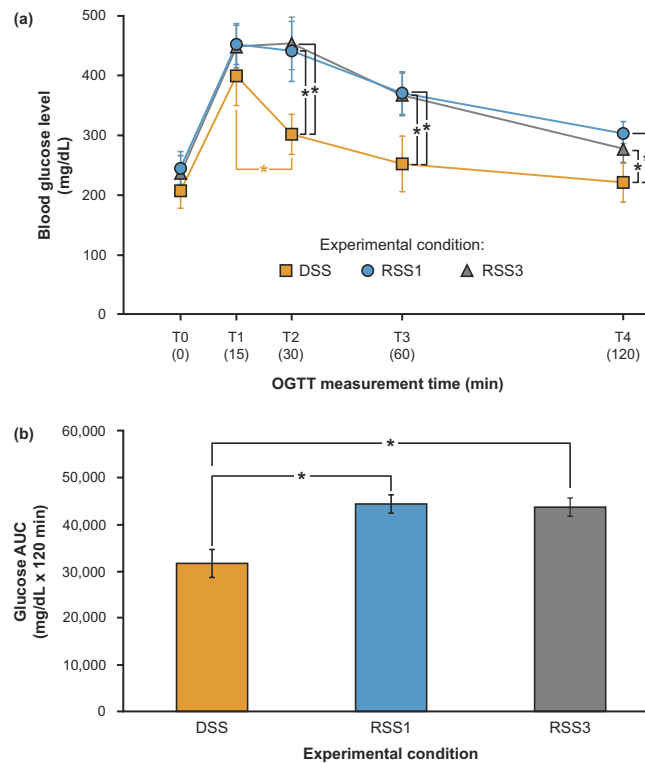 (a)
Blood glucose level
(mg/dL)
500
400
300
200
100
0
*
*
*
*
*
*
*
Experimental condition:
DSS RSS1 RSS3
T0 T1 T2 T3 T4
(0) (15) (30) (60) (120)
OGTT measurement time (min)
(b)
Glucose AUC
(mg/dL x 120 min)
60,000
50,000
40,000
30,000
20,000
10,000
0
*
*
DSS RSS1 RSS3
Experimental condition